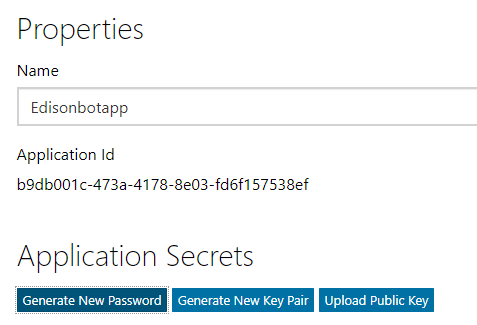 Properties
Name
Edisonbotapp
Application Id
b9db001c-473a-4178-8e03-fd6f157538ef
Application Secrets
Generate New Password Generate New Key Pair Upload Public Key